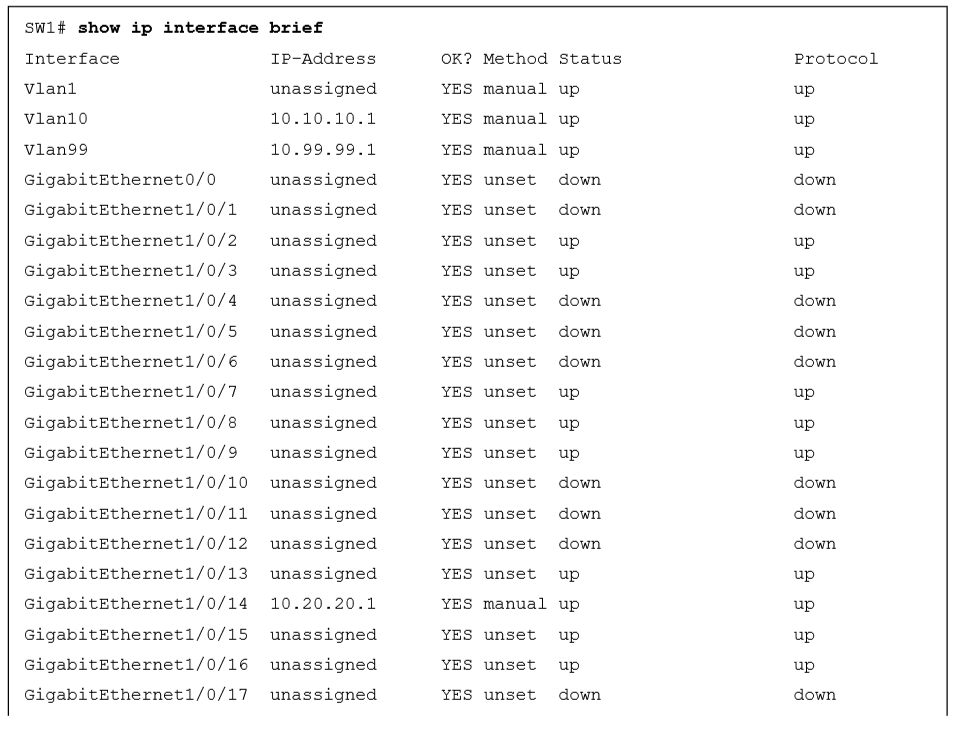 SW1# show ip interface brief
Interface IP-Address OK? Method Status Protocol
Vlan1 unassigned YES manual up up
Vlan10 10.10.10.1 YES manual up up
Vlan99 10.99.99.1 YES manual up up
GigabitEthernet0/0 unassigned YES unset down down
GigabitEthernet1/0/1 unassigned YES unset down down
GigabitEthernet1/0/2 unassigned YES unset up up
GigabitEthernet1/0/3 unassigned YES unset up up
GigabitEthernet1/0/4 unassigned YES unset down down
GigabitEthernet1/0/5 unassigned YES unset down down
GigabitEthernet1/0/6 unassigned YES unset down down
GigabitEthernet1/0/7 unassigned YES unset up up
GigabitEthernet1/0/8 unassigned YES unset up up
GigabitEthernet1/0/9 unassigned YES unset up up
GigabitEthernet1/0/10 unassigned YES unset down down
GigabitEthernet1/0/11 unassigned YES unset down down
GigabitEthernet1/0/12 unassigned YES unset down down
GigabitEthernet1/0/13 unassigned YES unset up up
GigabitEthernet1/0/14 10.20.20.1 YES manual up up
GigabitEthernet1/0/15 unassigned YES unset up up
GigabitEthernet1/0/16 unassigned YES unset up up
GigabitEthernet1/0/17 unassigned YES unset down down